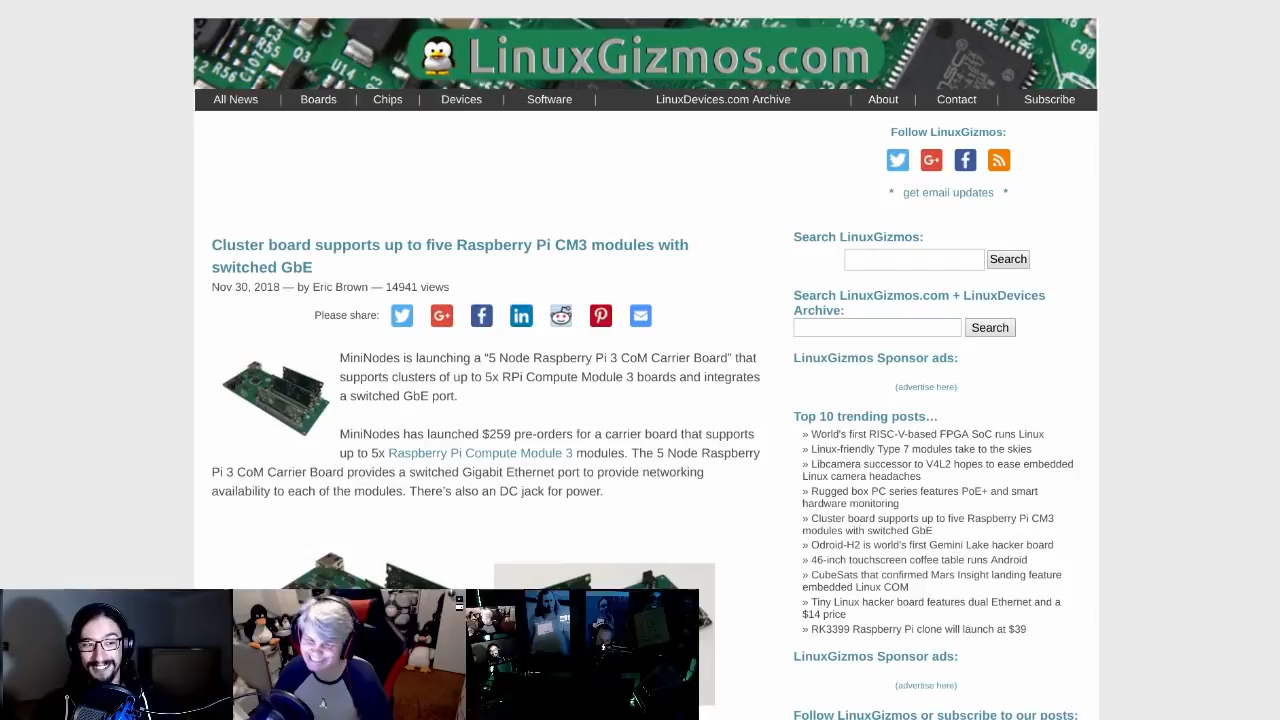 LinuxGizmos.com
All News | Boards | Chips | Devices | Software | LinuxDevices.com Archive | About | Contact | Subscribe
Follow LinuxGizmos:
* get email updates *
Cluster board supports up to five Raspberry Pi CM3 modules with
switched GbE
Nov 30, 2018 — by Eric Brown — 14941 views
Please share:
MiniNodes is launching a “5 Node Raspberry Pi 3 CoM Carrier Board” that
supports clusters of up to 5x RPi Compute Module 3 boards and integrates
a switched GbE port.
MiniNodes has launched $259 pre-orders for a carrier board that supports
up to 5x Raspberry Pi Compute Module 3 modules. The 5 Node Raspberry
Pi 3 CoM Carrier Board provides a switched Gigabit Ethernet port to provide networking
availability to each of the modules. There’s also an DC jack for power.
Search LinuxGizmos:
Search
Search LinuxGizmos.com + LinuxDevices
Archive:
Search
LinuxGizmos Sponsor ads:
(advertise here)
Top 10 trending posts…
» World's first RISC-V-based FPGA SoC runs Linux
» Linux-friendly Type 7 modules take to the skies
» Libcamera successor to V4L2 hopes to ease embedded
Linux camera headaches
» Rugged box PC series features PoE+ and smart
hardware monitoring
» Cluster board supports up to five Raspberry Pi CM3
modules with switched GbE
» Odroid-H2 is world's first Gemini Lake hacker board
» 46-inch touchscreen coffee table runs Android
» CubeSats that confirmed Mars Insight landing feature
embedded Linux COM
» Tiny Linux hacker board features dual Ethernet and a
$14 price
» RK3399 Raspberry Pi clone will launch at $39
LinuxGizmos Sponsor ads:
(advertise here)
Follow LinuxGizmos or subscribe to our posts: